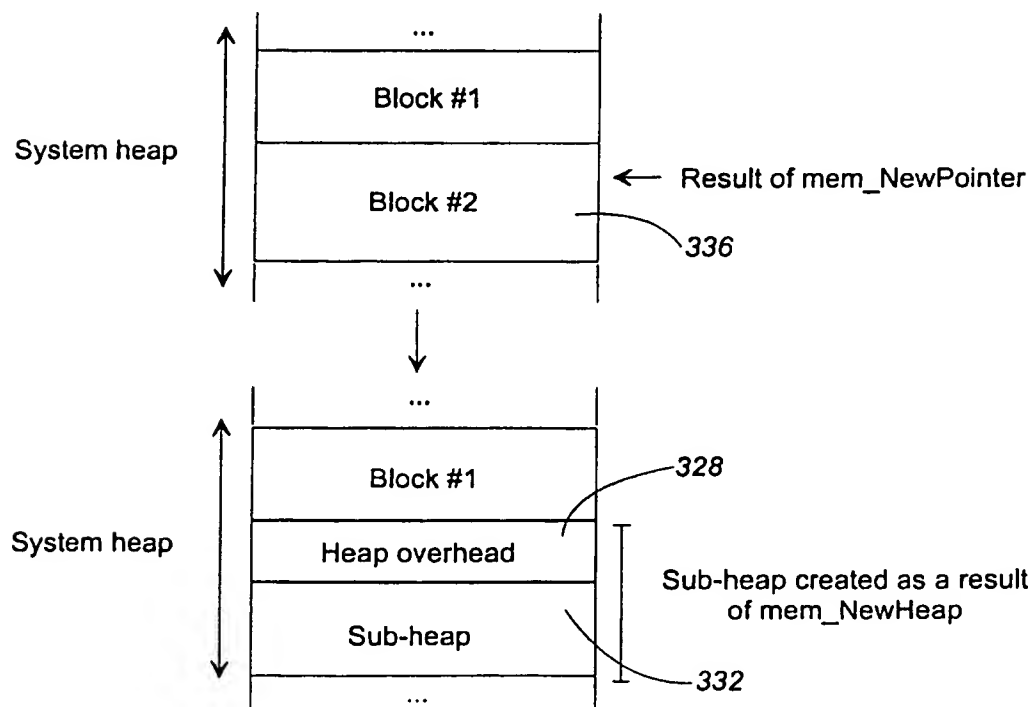 ...
Block #1
System heap
Result of mem_NewPointer
Block #2
336
...
...
Block #1
328
System heap
Heap overhead
Sub-heap created as a result
of mem_NewHeap
Sub-heap
332
...